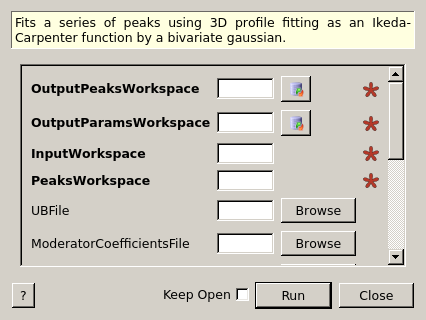 Fits a series of peaks using 3D profile fitting as an Ikeda-
Carpenter function by a bivariate gaussian.
OutputPeaksWorkspace
OutputParamsWorkspace
InputWorkspace
PeaksWorkspace
UBFile Browse
ModeratorCoefficientsFile Browse
? Keep Open Run Close